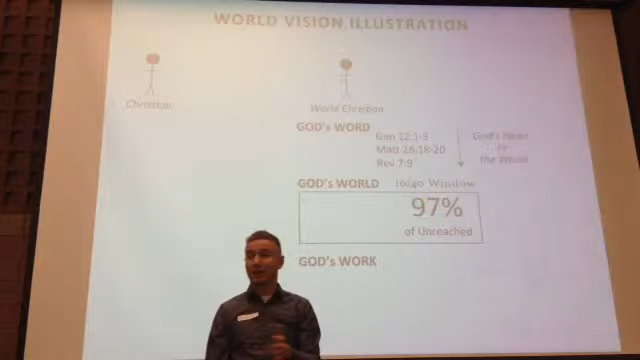 WORLD VISION ILLUSTRATION
Christian
World Christian
GOD's WORD
Gen 12:1-3
Matt 28:18-20
Rev 7:9
God's Heart
the World
GOD's WORLD 10/40 Window
97%
of Unreached
GOD's WORK